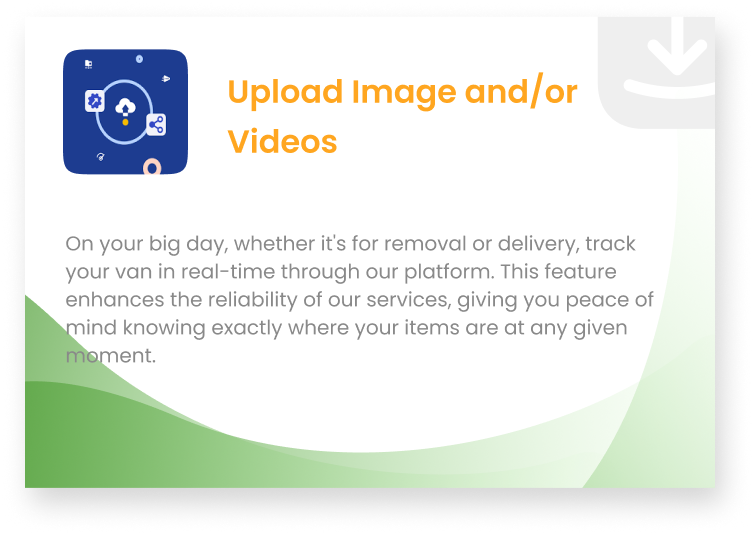 Upload Image and/or
Videos
On your big day, whether it's for removal or delivery, track
your van in real-time through our platform. This feature
enhances the reliability of our services, giving you peace of
mind knowing exactly where your items are at any given
moment.